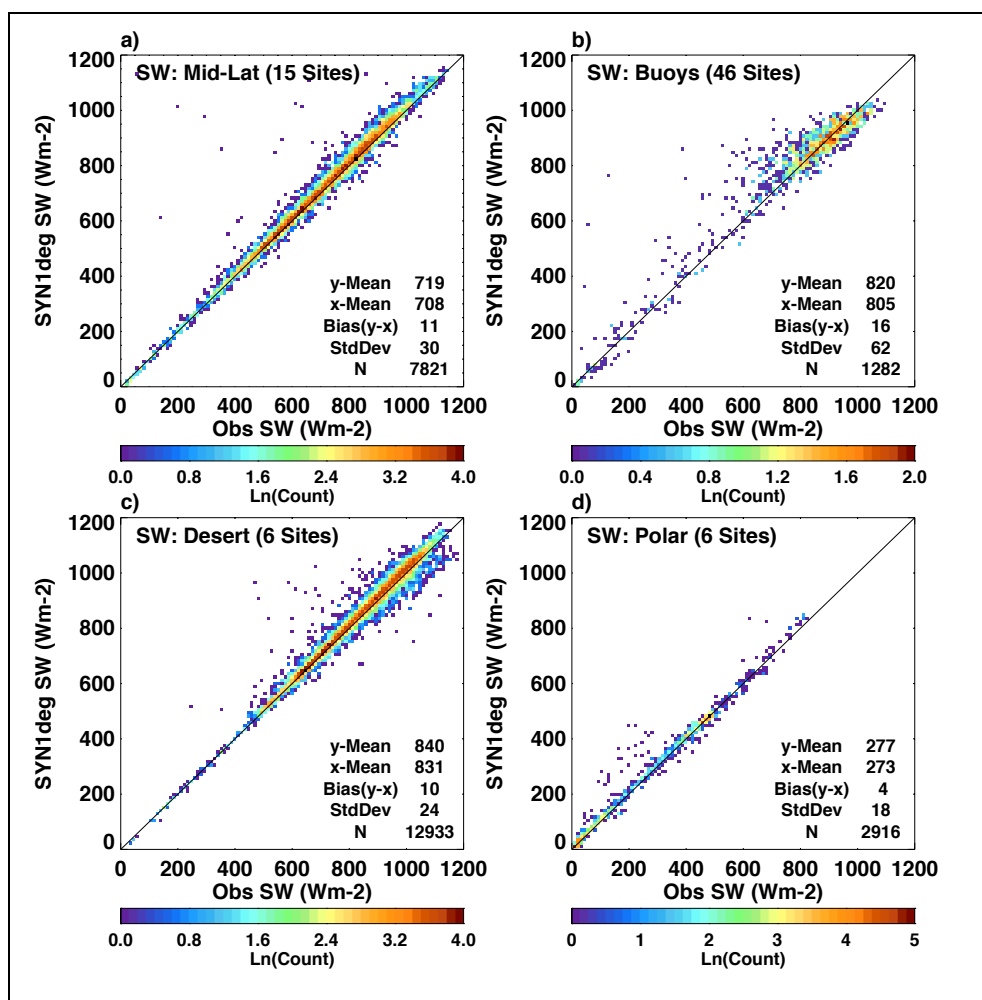 a)
SW: Mid-Lat (15 Sites)
SYN1deg SW (Wm-2)
1200
1000
800
600
400
200
0
y-Mean 719
x-Mean 708
Bias(y-x) 11
StdDev 30
N 7821
0 200 400 600 800 1000 1200
Obs SW (Wm-2)
0.0 0.8 1.6 2.4 3.2 4.0
Ln(Count)
b)
SW: Buoys (46 Sites)
SYN1deg SW (Wm-2)
1200
1000
800
600
400
200
0
y-Mean 820
x-Mean 805
Bias(y-x) 16
StdDev 62
N 1282
0 200 400 600 800 1000 1200
Obs SW (Wm-2)
0.0 0.4 0.8 1.2 1.6 2.0
Ln(Count)
c)
SW: Desert (6 Sites)
SYN1deg SW (Wm-2)
1200
1000
800
600
400
200
0
y-Mean 840
x-Mean 831
Bias(y-x) 10
StdDev 24
N 12933
0 200 400 600 800 1000 1200
Obs SW (Wm-2)
0.0 0.8 1.6 2.4 3.2 4.0
Ln(Count)
d)
SW: Polar (6 Sites)
SYN1deg SW (Wm-2)
1200
1000
800
600
400
200
0
y-Mean 277
x-Mean 273
Bias(y-x) 4
StdDev 18
N 2916
0 200 400 600 800 1000 1200
Obs SW (Wm-2)
0 1 2 3 4 5
Ln(Count)